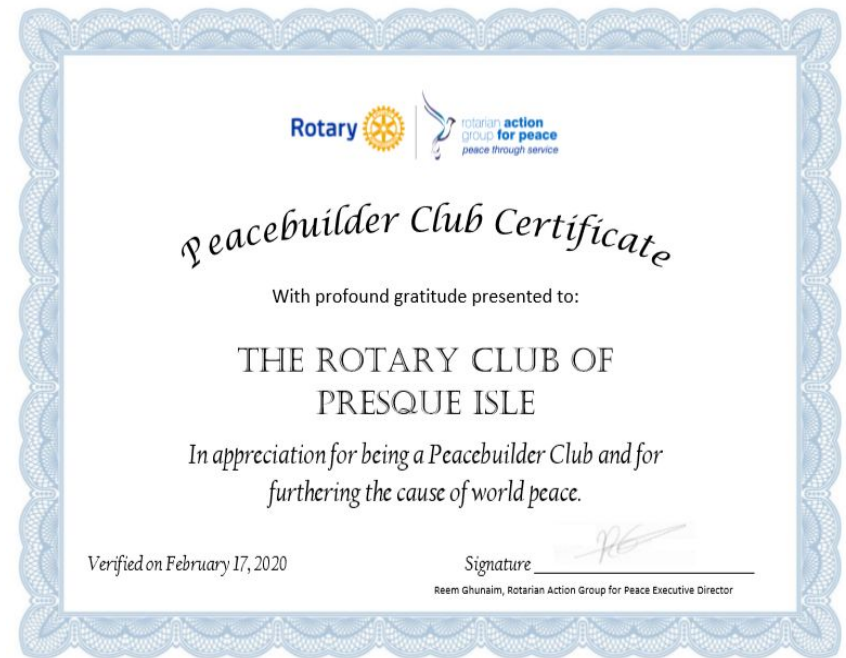 Rotary
rotarian action
group for peace
peace through service
Peacebuilder Club Certificate
With profound gratitude presented to:
THE ROTARY CLUB OF
PRESQUE ISLE
In appreciation for being a Peacebuilder Club and for
furthering the cause of world peace.
Verified on February 17, 2020
Signature
Reem Ghunaim, Rotarian Action Group for Peace Executive Director